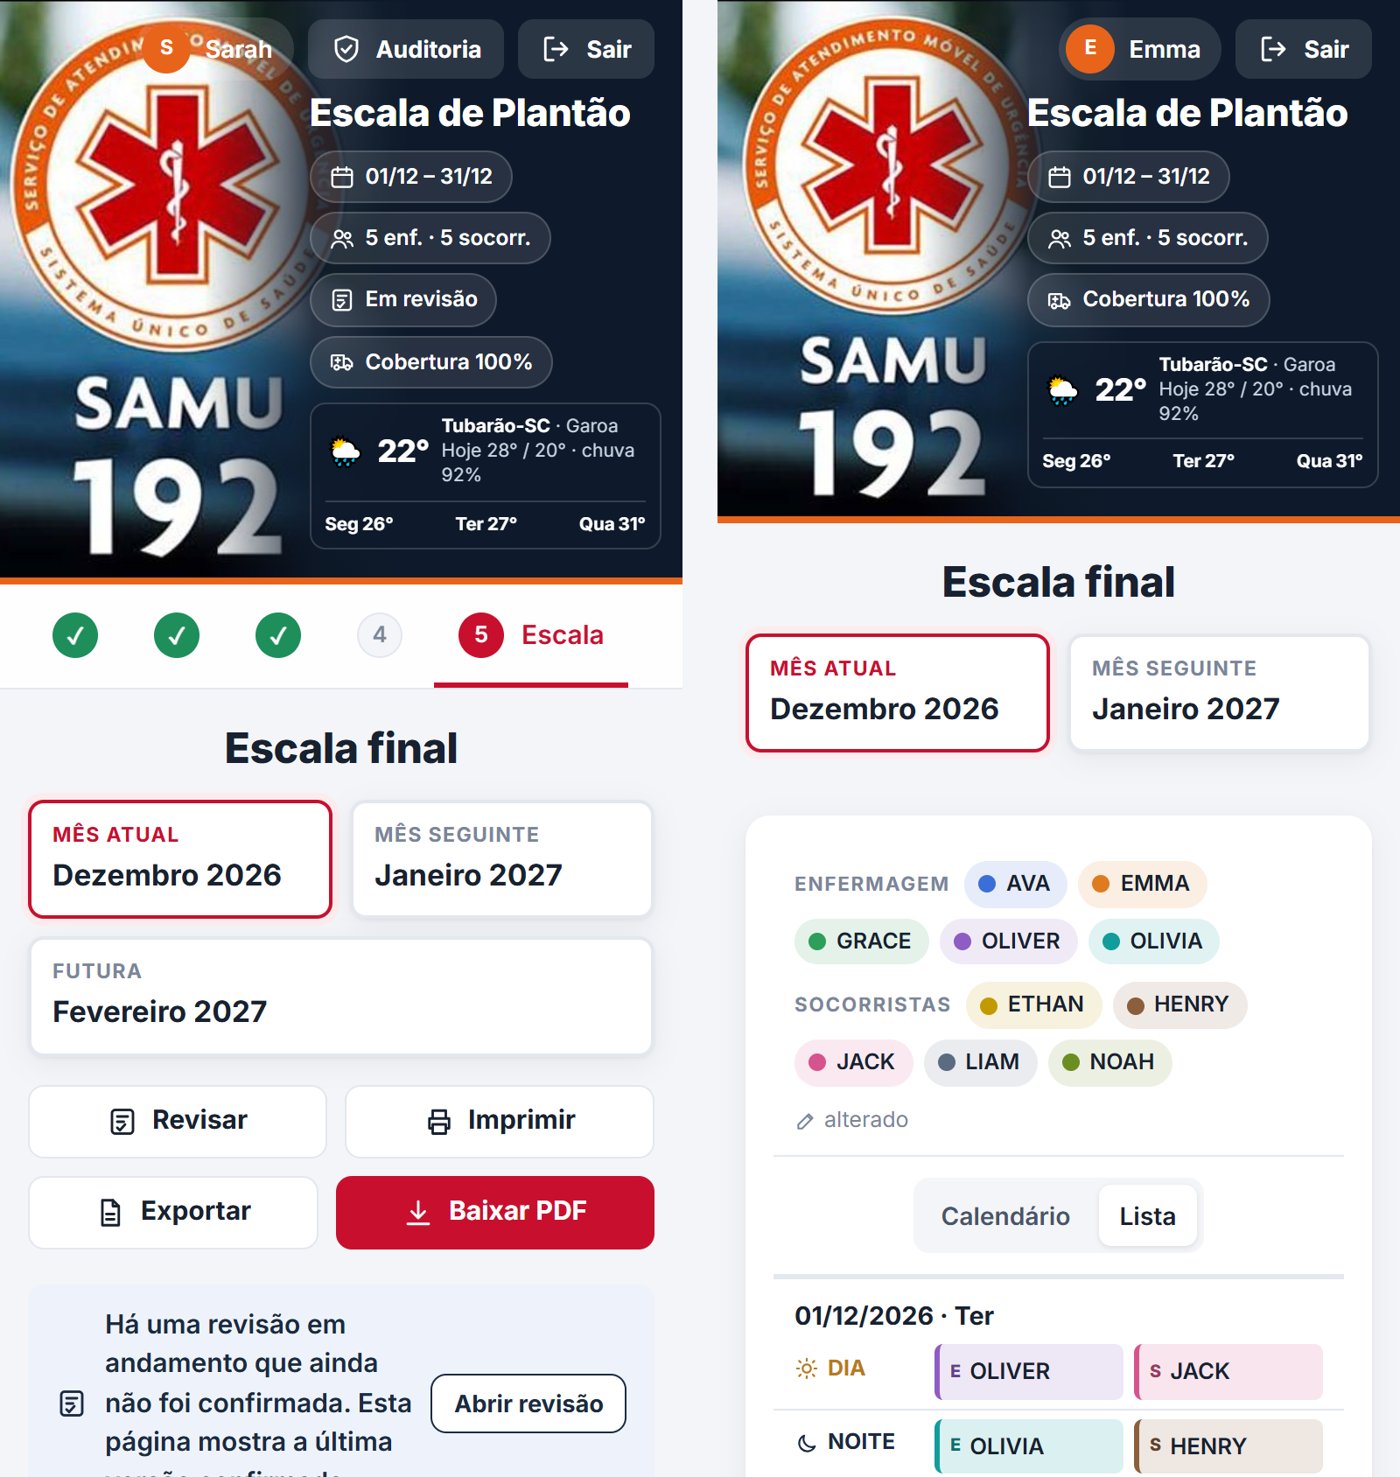 S Sarah
Auditoria
Sair
SERVIÇO DE ATENDIM
SISTEMA ÚNICO DE SAÚDE
SAMU
192
Escala de Plantão
01/12 – 31/12
5 enf. · 5 socorr.
Em revisão
Cobertura 100%
22°
Tubarão-SC · Garoa
Hoje 28° / 20° · chuva
92%
Seg 26°
Ter 27°
Qua 31°
4
5 Escala
Escala final
MÊS ATUAL
Dezembro 2026
MÊS SEGUINTE
Janeiro 2027
FUTURA
Fevereiro 2027
Revisar
Imprimir
Exportar
Baixar PDF
Há uma revisão em
andamento que ainda
não foi confirmada. Esta
página mostra a última
Abrir revisão
E Emma
Sair
SERVIÇO DE ATENDIMENTO MÓVEL DE URGÊNCIA
SISTEMA ÚNICO DE SAÚDE
SAMU
192
Escala de Plantão
01/12 – 31/12
5 enf. · 5 socorr.
Cobertura 100%
22°
Tubarão-SC · Garoa
Hoje 28° / 20° · chuva
92%
Seg 26°
Ter 27°
Qua 31°
Escala final
MÊS ATUAL
Dezembro 2026
MÊS SEGUINTE
Janeiro 2027
ENFERMAGEM AVA EMMA
GRACE OLIVER OLIVIA
SOCORRISTAS ETHAN HENRY
JACK LIAM NOAH
alterado
Calendário Lista
01/12/2026 · Ter
DIA E OLIVER S JACK
NOITE E OLIVIA S HENRY